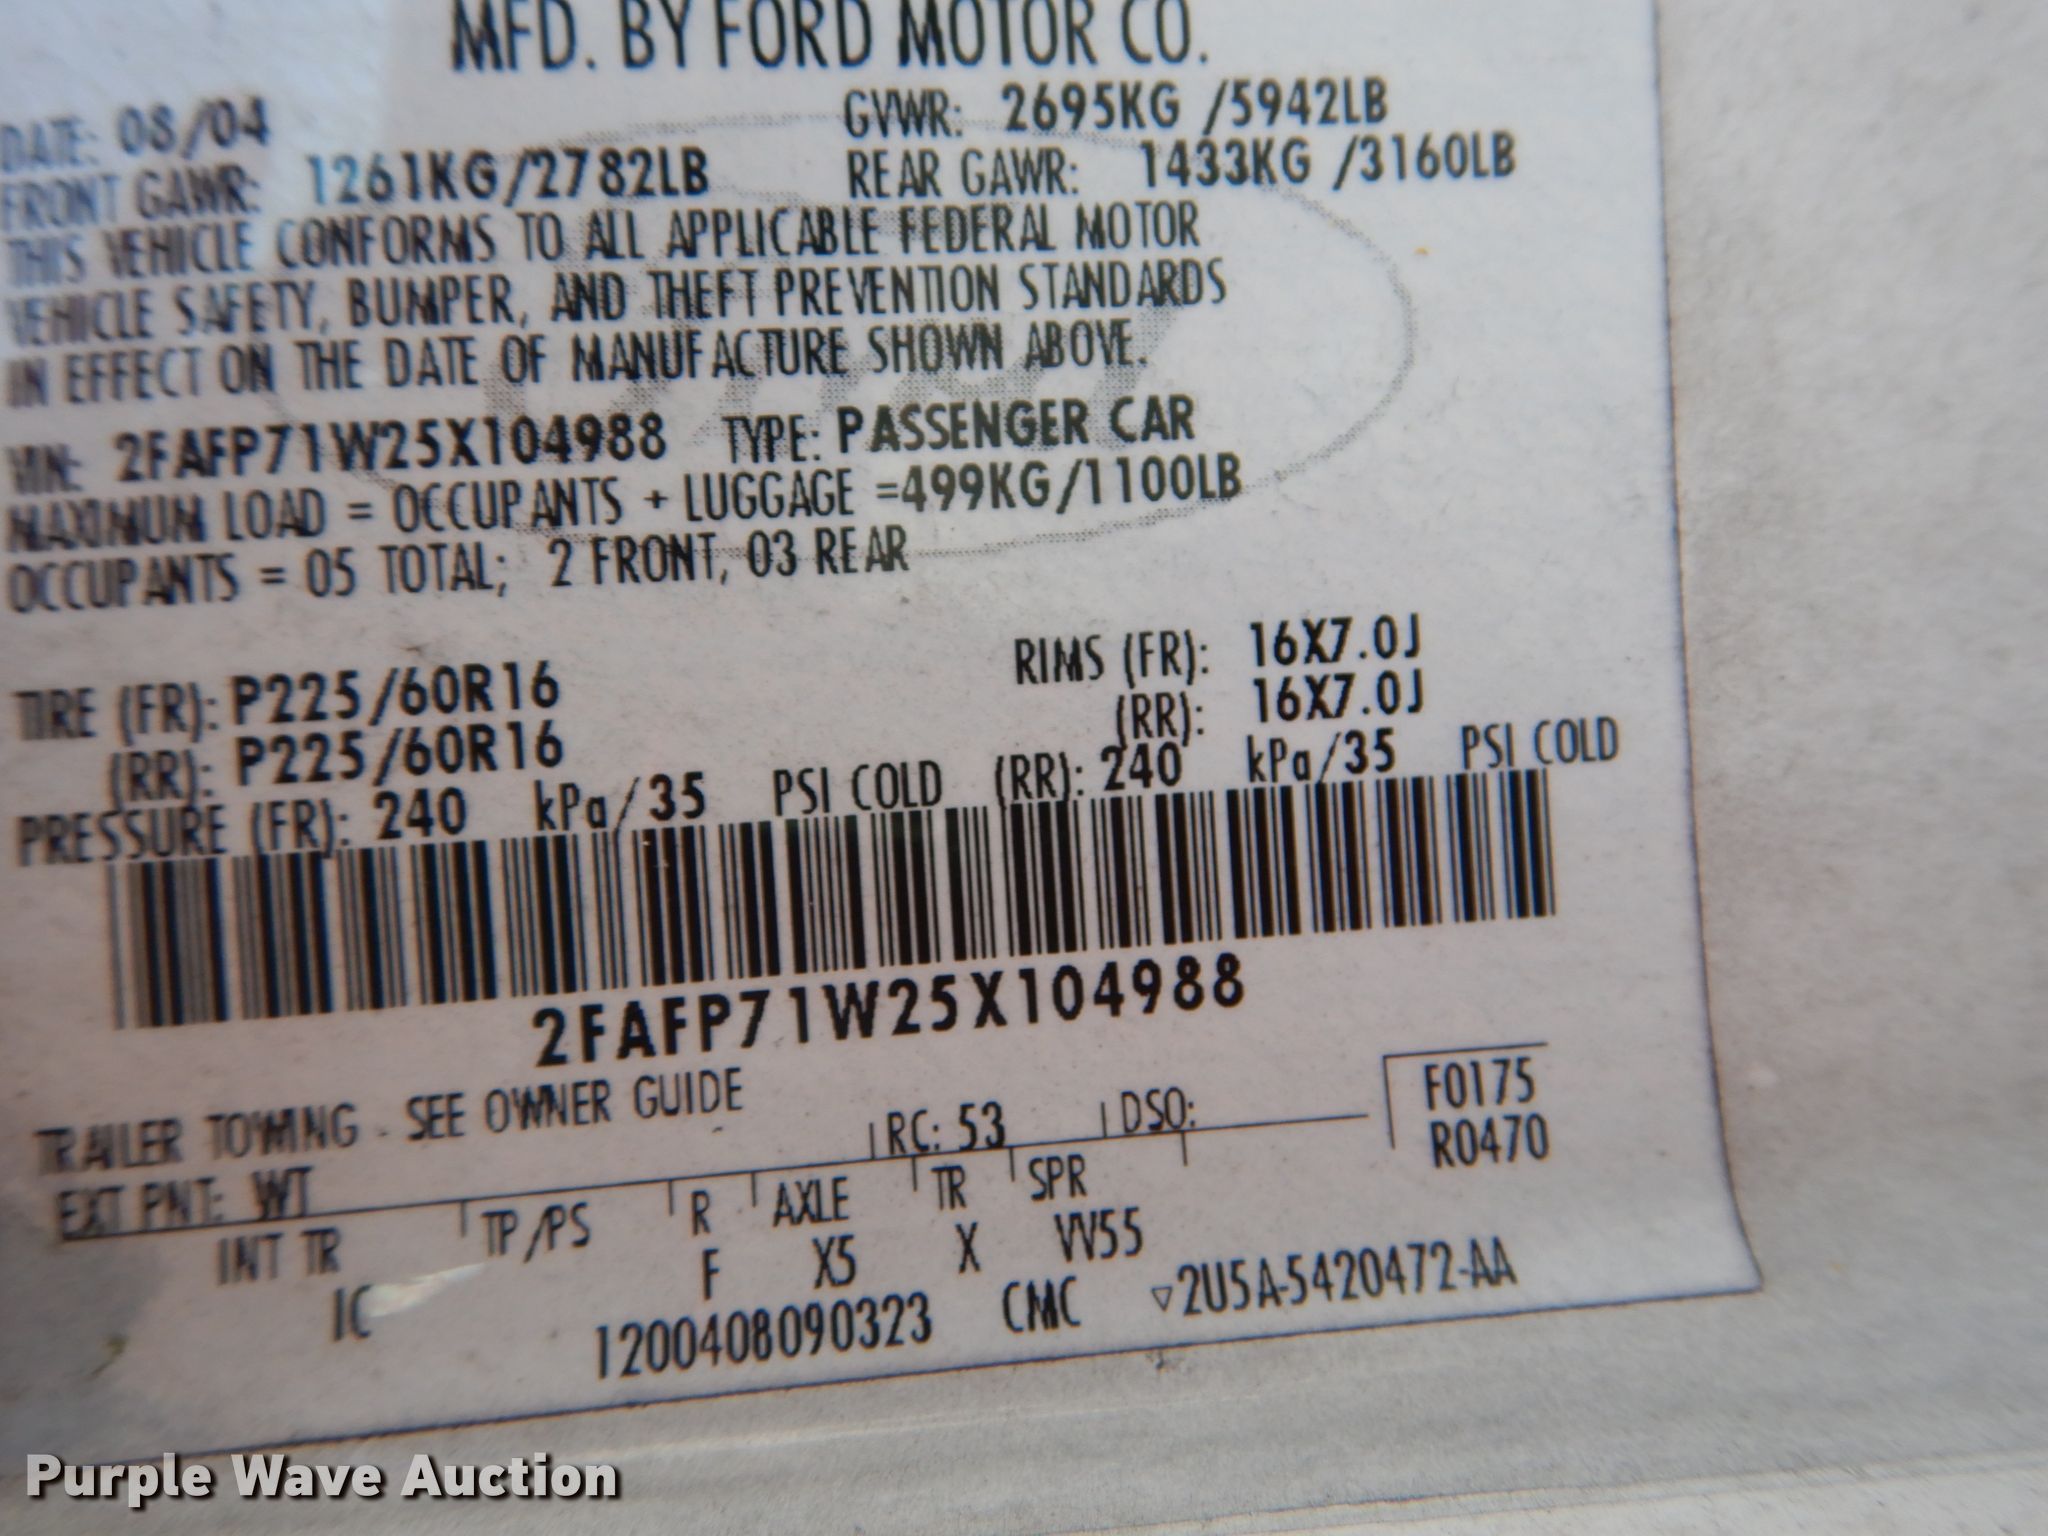 MFD. BY FORD MOTOR CO.
DATE: 08/04 GVWR: 2695KG /5942LB
FRONT GAWR: 1261KG/2782LB REAR GAWR: 1433KG /3160LB
THIS VEHICLE CONFORMS TO ALL APPLICABLE FEDERAL MOTOR
VEHICLE SAFETY, BUMPER, AND THEFT PREVENTION STANDARDS
IN EFFECT ON THE DATE OF MANUFACTURE SHOWN ABOVE.
VIN: 2FAFP71W25X104988 TYPE: PASSENGER CAR
MAXIMUM LOAD = OCCUPANTS + LUGGAGE =499KG/1100LB
OCCUPANTS = 05 TOTAL; 2 FRONT, 03 REAR
TIRE (FR): P225/60R16 RIMS (FR): 16X7.0J
(RR): P225/60R16 (RR): 16X7.0J
PRESSURE (FR): 240 kPa/35 PSI COLD (RR): 240 kPa/35 PSI COLD
2FAFP71W25X104988
TRAILER TOWING - SEE OWNER GUIDE
EXT PNT: WT RC: 53 DSO: F0175
R0470
INT TR TP/PS R AXLE TR SPR
IC F X5 X VV55
1200408090323 CMC ▽2U5A-5420472-AA
Purple Wave Auction